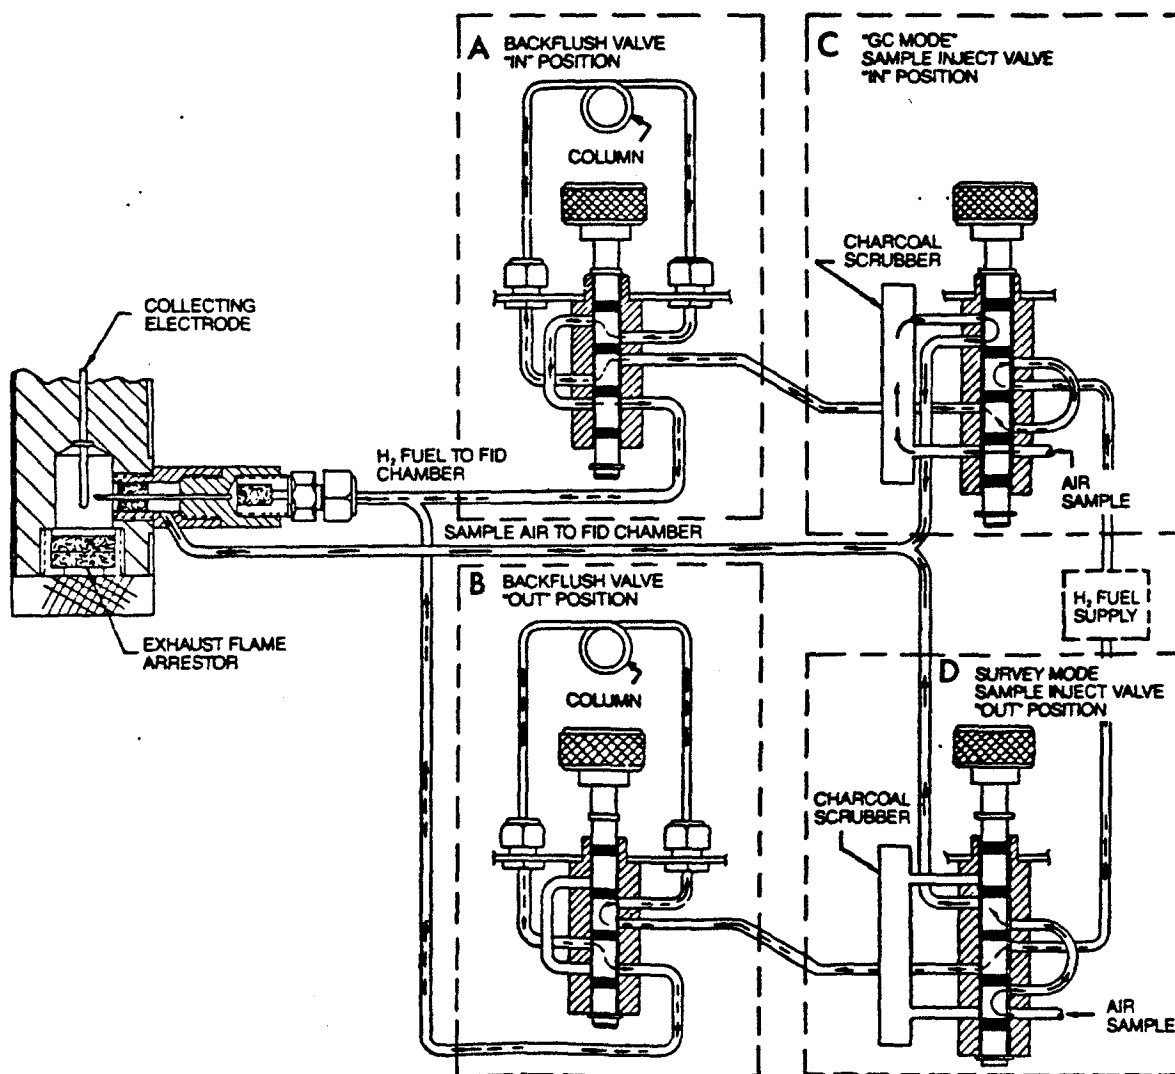 A BACKFLUSH VALVE
"IN" POSITION
COLUMN
C "GC MODE"
SAMPLE INJECT VALVE
"IN" POSITION
CHARCOAL
SCRUBBER
AIR
SAMPLE
COLLECTING
ELECTRODE
H₂ FUEL TO FID
CHAMBER
SAMPLE AIR TO FID CHAMBER
EXHAUST FLAME
ARRESTOR
B BACKFLUSH VALVE
"OUT" POSITION
COLUMN
H₂ FUEL
SUPPLY
D SURVEY MODE
SAMPLE INJECT VALVE
"OUT" POSITION
CHARCOAL
SCRUBBER
AIR
SAMPLE